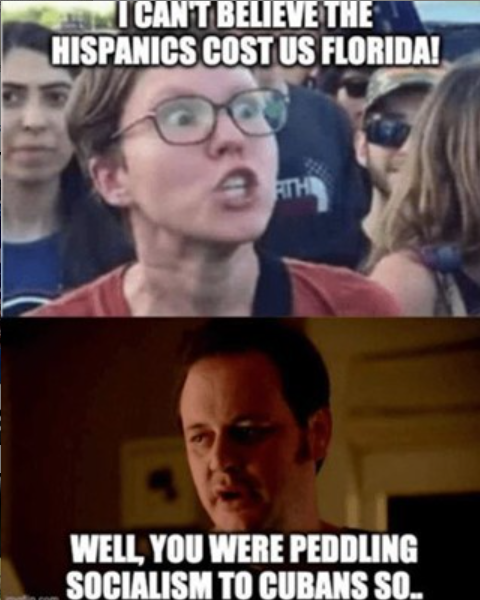 I CAN'T BELIEVE THE
HISPANICS COST US FLORIDA!
WELL, YOU WERE PEDDLING
SOCIALISM TO CUBANS SO..